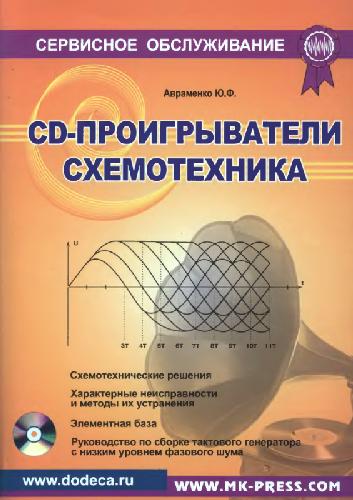 СЕРВИСНОЕ ОБСЛУЖИВАНИЕ
Авраменко Ю.Ф.
CD-ПРОИГРЫВАТЕЛИ
СХЕМОТЕХНИКА
U
t
3T 4T 5T 6T 7T 8T 9T 10T 11T
Схемотехнические решения
Характерные неисправности
и методы их устранения
Элементная база
Руководство по сборке тактового генератора
с низким уровнем фазового шума
www.dodeca.ru
WWW.MK-PRESS.COM